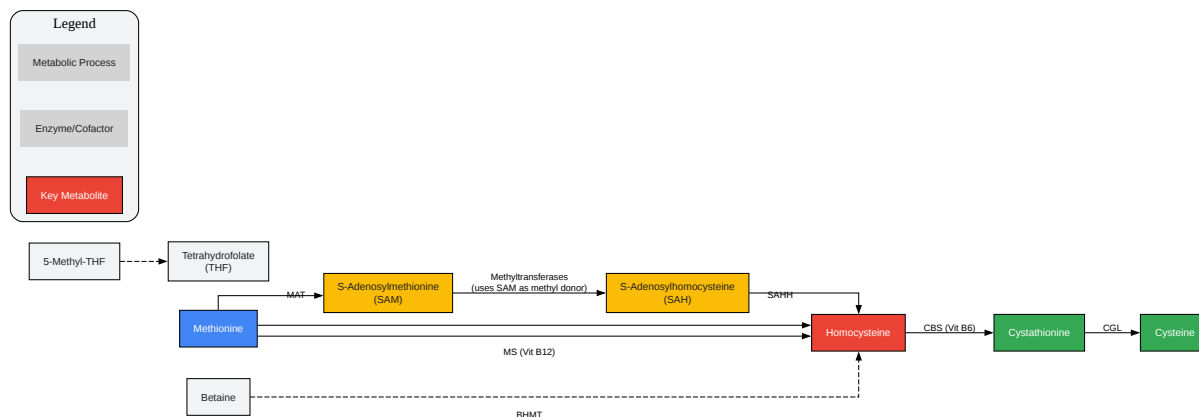 Legend
Metabolic Process
Enzyme/Cofactor
Key Metabolite
5-Methyl-THF
Tetrahydrofolate
(THF)
MAT
S-Adenosylmethionine
(SAM)
Methyltransferases
(uses SAM as methyl donor)
S-Adenosylhomocysteine
(SAH)
SAHH
Methionine
MS (Vit B12)
Homocysteine
CBS (Vit B6)
Cystathionine
CGL
Cysteine
Betaine
BHMT